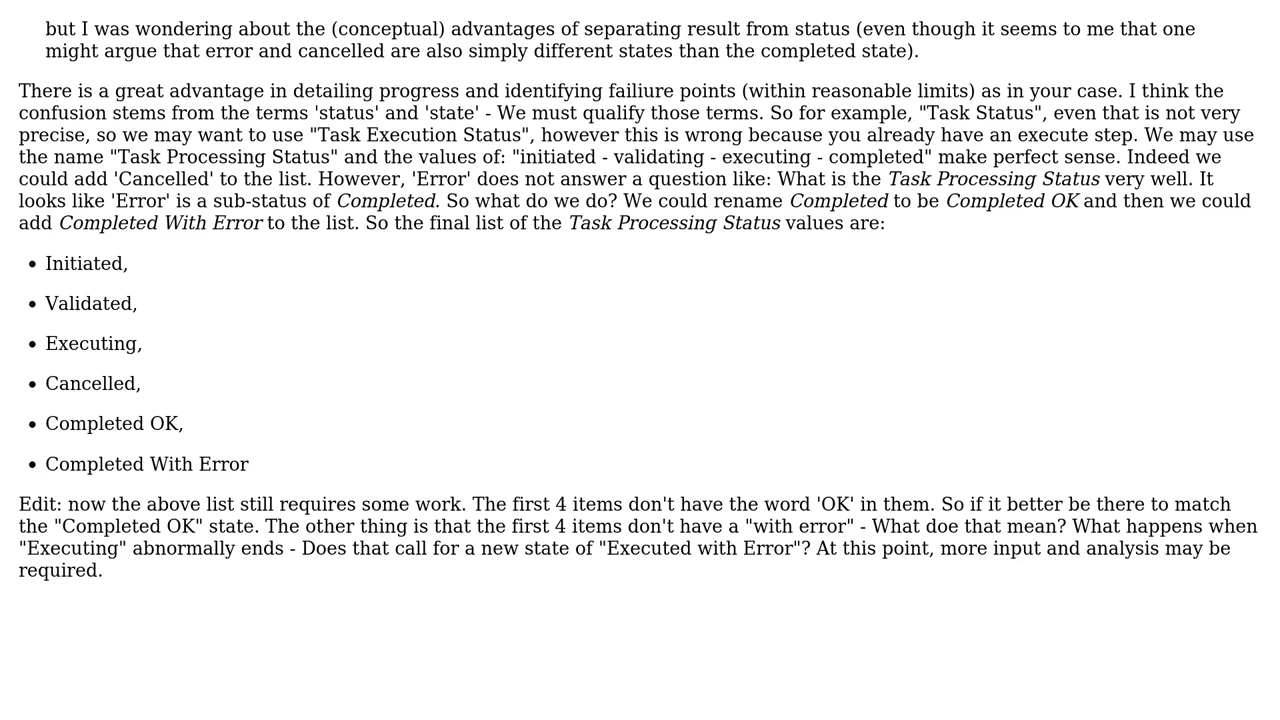 but I was wondering about the (conceptual) advantages of separating result from status (even though it seems to me that one
might argue that error and cancelled are also simply different states than the completed state).
There is a great advantage in detailing progress and identifying failiure points (within reasonable limits) as in your case. I think the
confusion stems from the terms 'status' and 'state' - We must qualify those terms. So for example, "Task Status", even that is not very
precise, so we may want to use "Task Execution Status", however this is wrong because you already have an execute step. We may use
the name "Task Processing Status" and the values of: "initiated - validating - executing - completed" make perfect sense. Indeed we
could add 'Cancelled' to the list. However, 'Error' does not answer a question like: What is the Task Processing Status very well. It
looks like 'Error' is a sub-status of Completed. So what do we do? We could rename Completed to be Completed OK and then we could
add Completed With Error to the list. So the final list of the Task Processing Status values are:
• Initiated,
• Validated,
• Executing,
• Cancelled,
• Completed OK,
• Completed With Error
Edit: now the above list still requires some work. The first 4 items don't have the word 'OK' in them. So if it better be there to match
the "Completed OK" state. The other thing is that the first 4 items don't have a "with error" - What doe that mean? What happens when
"Executing" abnormally ends - Does that call for a new state of "Executed with Error"? At this point, more input and analysis may be
required.